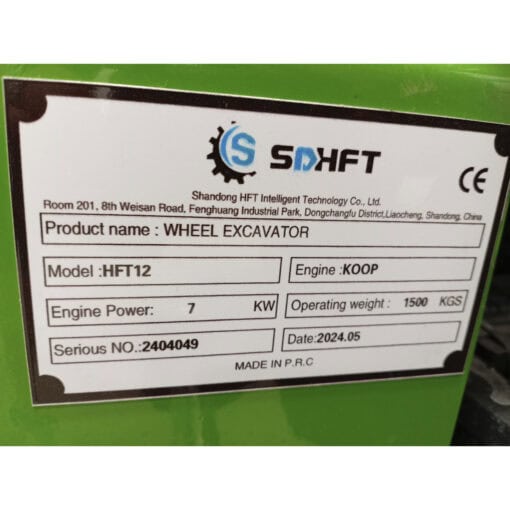 S SDHFT
CE
Shandong HFT Intelligent Technology Co., Ltd.
Room 201, 8th Weisan Road, Fenghuang Industrial Park, Dongchangfu District,Liaocheng, Shandong, China
Product name : WHEEL EXCAVATOR
Model :HFT12 Engine :KOOP
Engine Power: 7 KW Operating weight : 1500 KGS
Serious NO.:2404049 Date:2024.05
MADE IN P.R.C